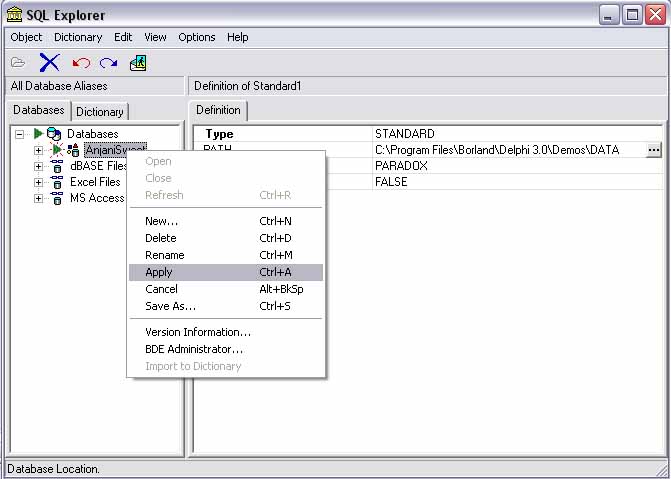 SQL Explorer
Object Dictionary Edit View Options Help
All Database Aliases Definition of Standard1
Databases Dictionary Definition
Databases
Type STANDARD
AnjaniSweet
PATH C:\Program Files\Borland\Delphi 3.0\Demos\DATA ...
dBASE Files
PARADOX
Excel Files
FALSE
MS Access
Open
Close
Refresh Ctrl+R
New... Ctrl+N
Delete Ctrl+D
Rename Ctrl+M
Apply Ctrl+A
Cancel Alt+BkSp
Save As... Ctrl+S
Version Information...
BDE Administrator...
Import to Dictionary
Database Location.